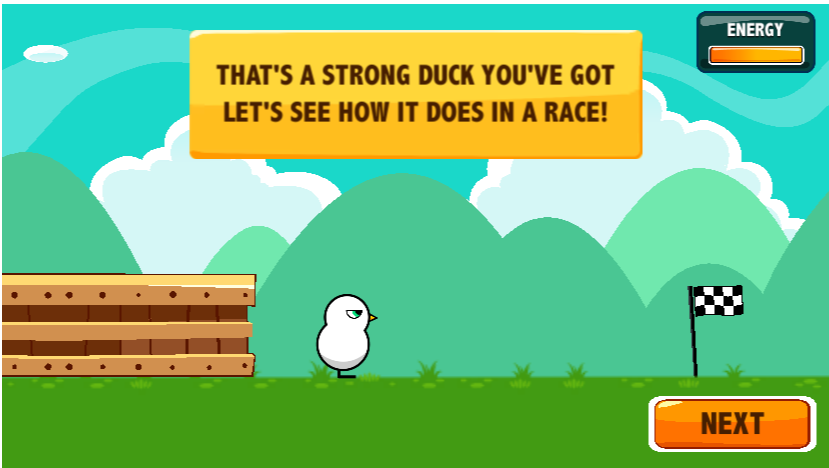 ENERGY
THAT'S A STRONG DUCK YOU'VE GOT
LET'S SEE HOW IT DOES IN A RACE!
NEXT